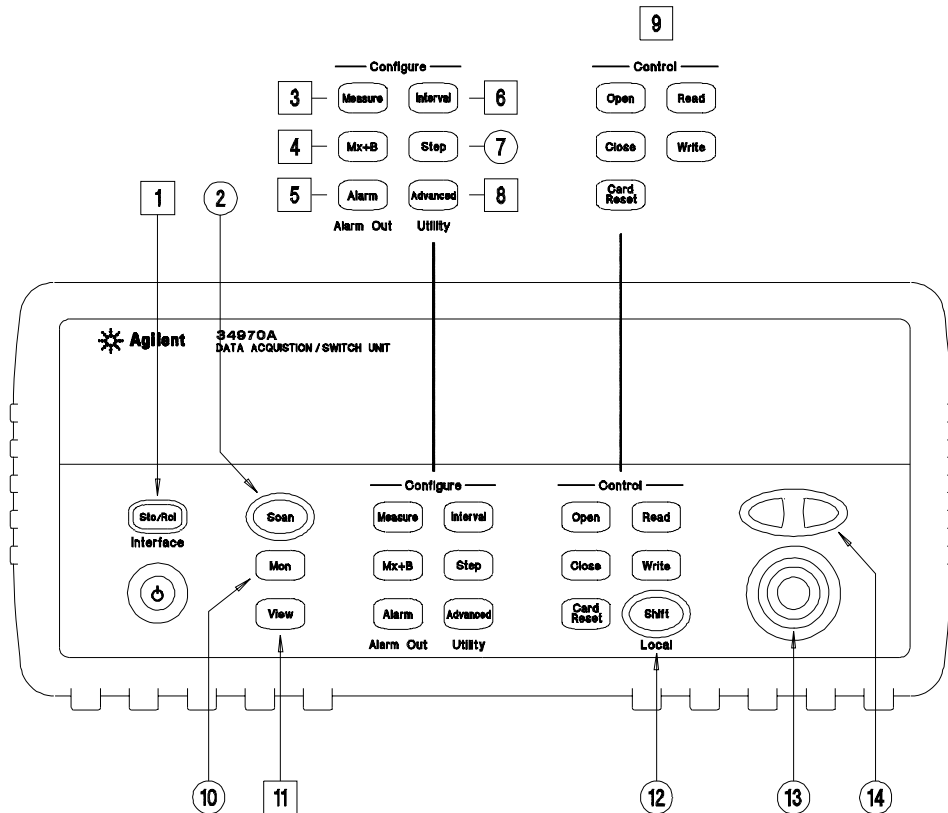 9
Configure
Control
3
Measure
Interval
6
Open
Read
4
Mx+B
Step
7
Close
Write
1
2
5
Alarm
Advanced
8
Card
Reset
Alarm Out
Utility
Agilent
34970A
DATA ACQUISTION / SWITCH UNIT
Configure
Control
Sto/Rcl
Scan
Measure
Interval
Open
Read
Interface
Mon
Mx+B
Step
Close
Write
View
Alarm
Advanced
Card
Reset
Shift
Alarm Out
Utility
Local
10
11
12
13
14